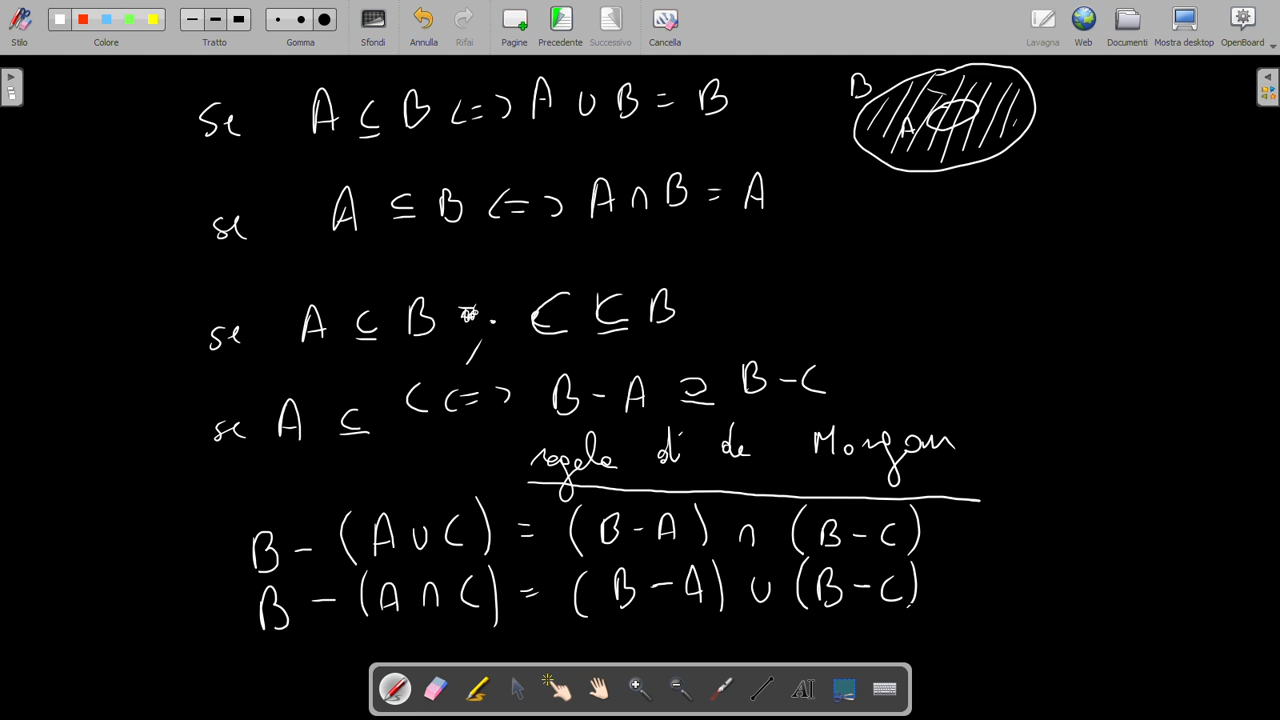 Stilo Colore Tratto Gomma Sfondi Annulla Rifai Pagine Precedente Successivo Cancella Lavagna Web Documenti Mostra desktop OpenBoard
se A ⊆ B <=> A ∪ B = B
B
A
se A ⊆ B <=> A ∩ B = A
se A ⊆ B . C ⊆ B
se A ⊆ C <=> B - A ⊇ B - C
regola di de Morgan
B - (A ∪ C) = (B - A) ∩ (B - C)
B - (A ∩ C) = (B - A) ∪ (B - C)